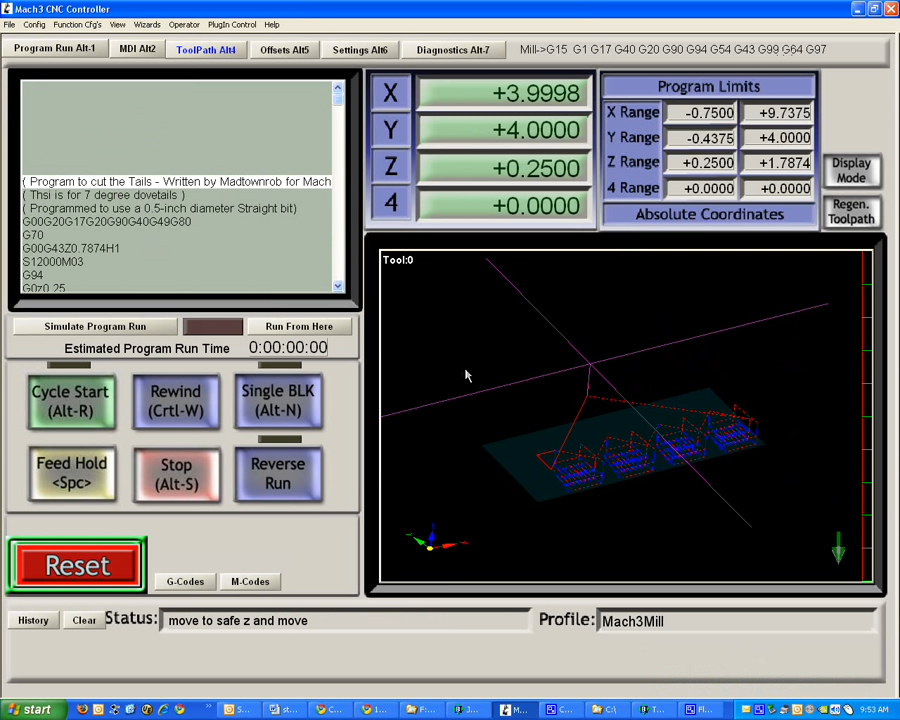 Mach3 CNC Controller
File Config Function Cfg's View Wizards Operator PlugIn Control Help
Program Run Alt-1 MDI Alt2 ToolPath Alt4 Offsets Alt5 Settings Alt6 Diagnostics Alt-7 Mill->G15 G1 G17 G40 G20 G90 G94 G54 G43 G99 G64 G97
( Program to cut the Tails - Written by Madtownrob for Mach
( Thsi is for 7 degree dovetails )
( Programmed to use a 0.5-inch diameter Straight bit)
G00G20G17G20G90G40G49G80
G70
G00G43Z0.7874H1
S12000M03
G94
G0z0.25
X +3.9998
Y +4.0000
Z +0.2500
4 +0.0000
Program Limits
X Range -0.7500 +9.7375
Y Range -0.4375 +4.0000
Z Range +0.2500 +1.7874
4 Range +0.0000 +0.0000
Absolute Coordinates
Display
Mode
Regen.
Toolpath
Tool:0
Simulate Program Run Run From Here
Estimated Program Run Time 0:00:00:00
Cycle Start
(Alt-R)
Rewind
(Crtl-W)
Single BLK
(Alt-N)
Feed Hold
<Spc>
Stop
(Alt-S)
Reverse
Run
Reset
G-Codes M-Codes
History Clear Status: move to safe z and move Profile: Mach3Mill
start S... st... C... 1... F:... J... M... C... C:\ T... Fl... 9:53 AM